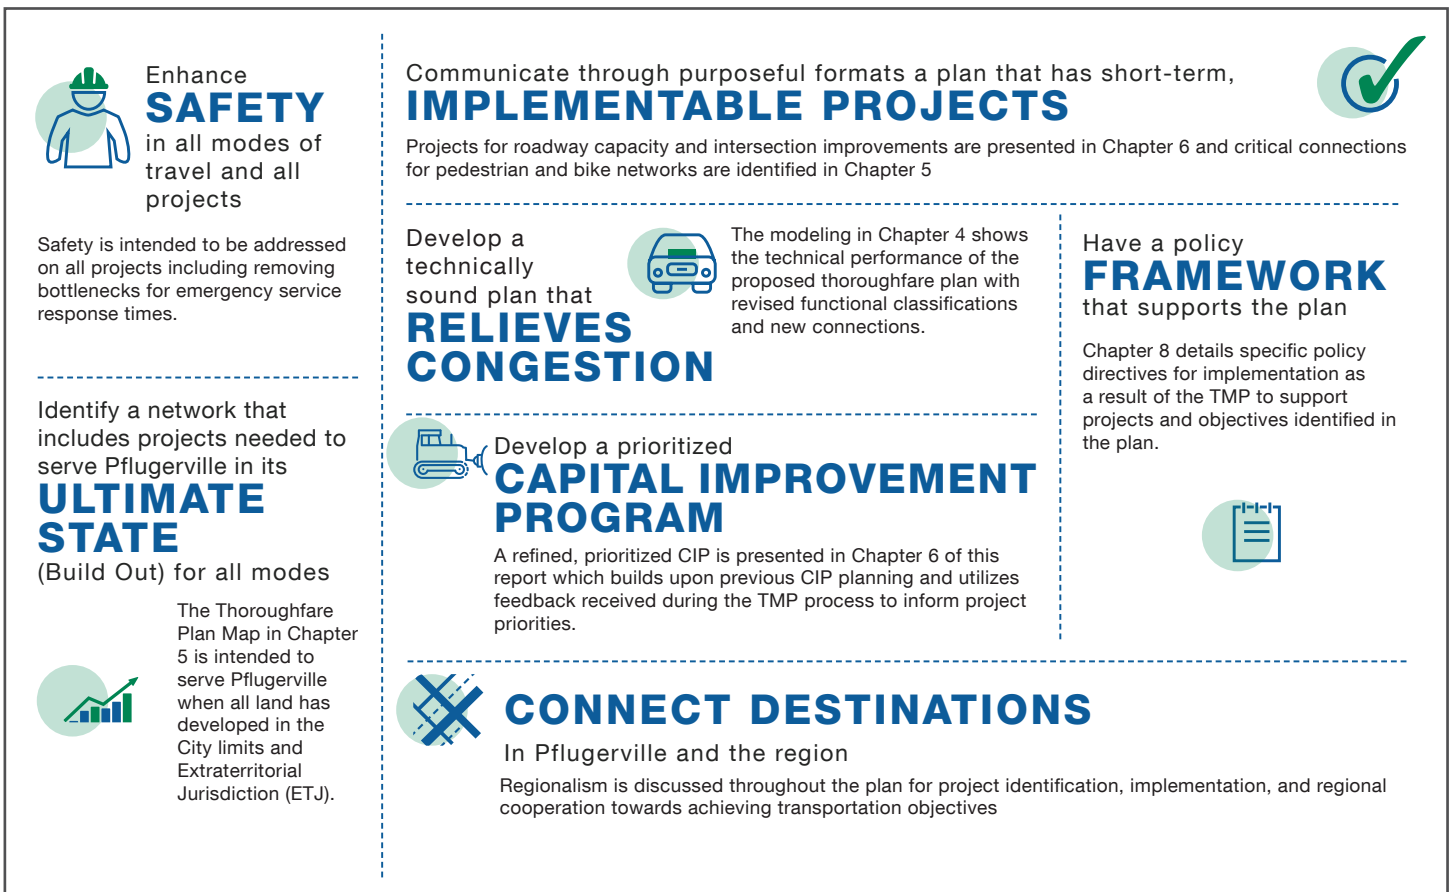 Enhance
SAFETY
in all modes of
travel and all
projects
Safety is intended to be addressed
on all projects including removing
bottlenecks for emergency service
response times.
Identify a network that
includes projects needed to
serve Pflugerville in its
ULTIMATE
STATE
(Build Out) for all modes
The Thoroughfare
Plan Map in Chapter
5 is intended to
serve Pflugerville
when all land has
developed in the
City limits and
Extraterritorial
Jurisdiction (ETJ).
Communicate through purposeful formats a plan that has short-term,
IMPLEMENTABLE PROJECTS
Projects for roadway capacity and intersection improvements are presented in Chapter 6 and critical connections
for pedestrian and bike networks are identified in Chapter 5
Develop a
technically
sound plan that
RELIEVES
CONGESTION
The modeling in Chapter 4 shows
the technical performance of the
proposed thoroughfare plan with
revised functional classifications
and new connections.
Develop a prioritized
CAPITAL IMPROVEMENT
PROGRAM
A refined, prioritized CIP is presented in Chapter 6 of this
report which builds upon previous CIP planning and utilizes
feedback received during the TMP process to inform project
priorities.
Have a policy
FRAMEWORK
that supports the plan
Chapter 8 details specific policy
directives for implementation as
a result of the TMP to support
projects and objectives identified in
the plan.
CONNECT DESTINATIONS
In Pflugerville and the region
Regionalism is discussed throughout the plan for project identification, implementation, and regional
cooperation towards achieving transportation objectives